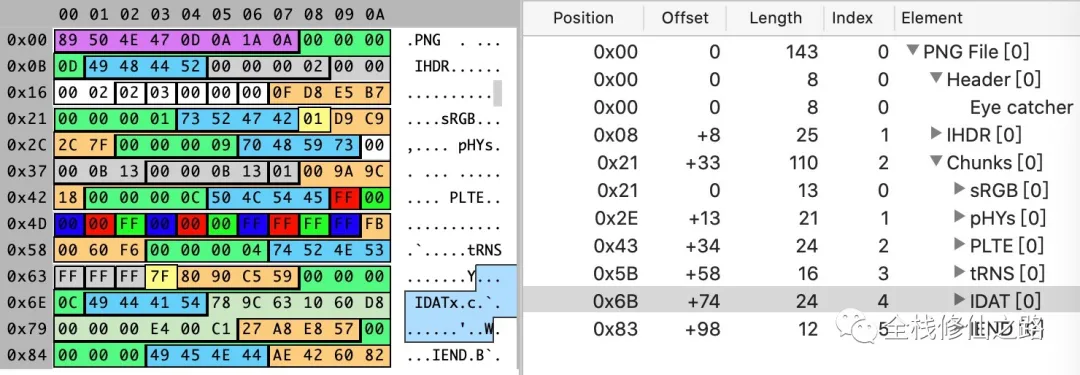 00 01 02 03 04 05 06 07 08 09 0A
0x00 89 50 4E 47 0D 0A 1A 0A 00 00 00 .PNG . ...
0x0B 0D 49 48 44 52 00 00 00 02 00 00 IHDR......
0x16 00 02 02 03 00 00 00 0F D8 E5 B7 ..........
0x21 00 00 00 01 73 52 47 42 01 D9 C9 ....sRGB...
0x2C 2C 7F 00 00 00 09 70 48 59 73 00 ,.... pHYs.
0x37 00 0B 13 00 00 0B 13 01 00 9A 9C . ... .....
0x42 18 00 00 00 0C 50 4C 54 45 FF 00 .... PLTE..
0x4D 00 00 FF 00 00 00 FF FF FF FF FB ...........
0x58 00 60 F6 00 00 00 04 74 52 4E 53 .`.....tRNS
0x63 FF FF FF 7F 80 90 C5 59 00 00 00 .......Y...
0x6E 0C 49 44 41 54 78 9C 63 10 60 D8 IDATx.c.`.
0x79 00 00 00 E4 00 C1 27 A8 E8 57 00 ......'..W.
0x84 00 00 00 49 45 4E 44 AE 42 60 82 ...IEND.B`.
Position Offset Length Index Element
0x00 0 143 0 PNG File [0]
0x00 0 8 0 Header [0]
0x00 0 8 0 Eye catcher
0x08 +8 25 1 IHDR [0]
0x21 +33 110 2 Chunks [0]
0x21 0 13 0 sRGB [0]
0x2E +13 21 1 pHYs [0]
0x43 +34 24 2 PLTE [0]
0x5B +58 16 3 tRNS [0]
0x6B +74 24 4 IDAT [0]
0x83 +98 12 5 IEND [0]
全栈修仙之路